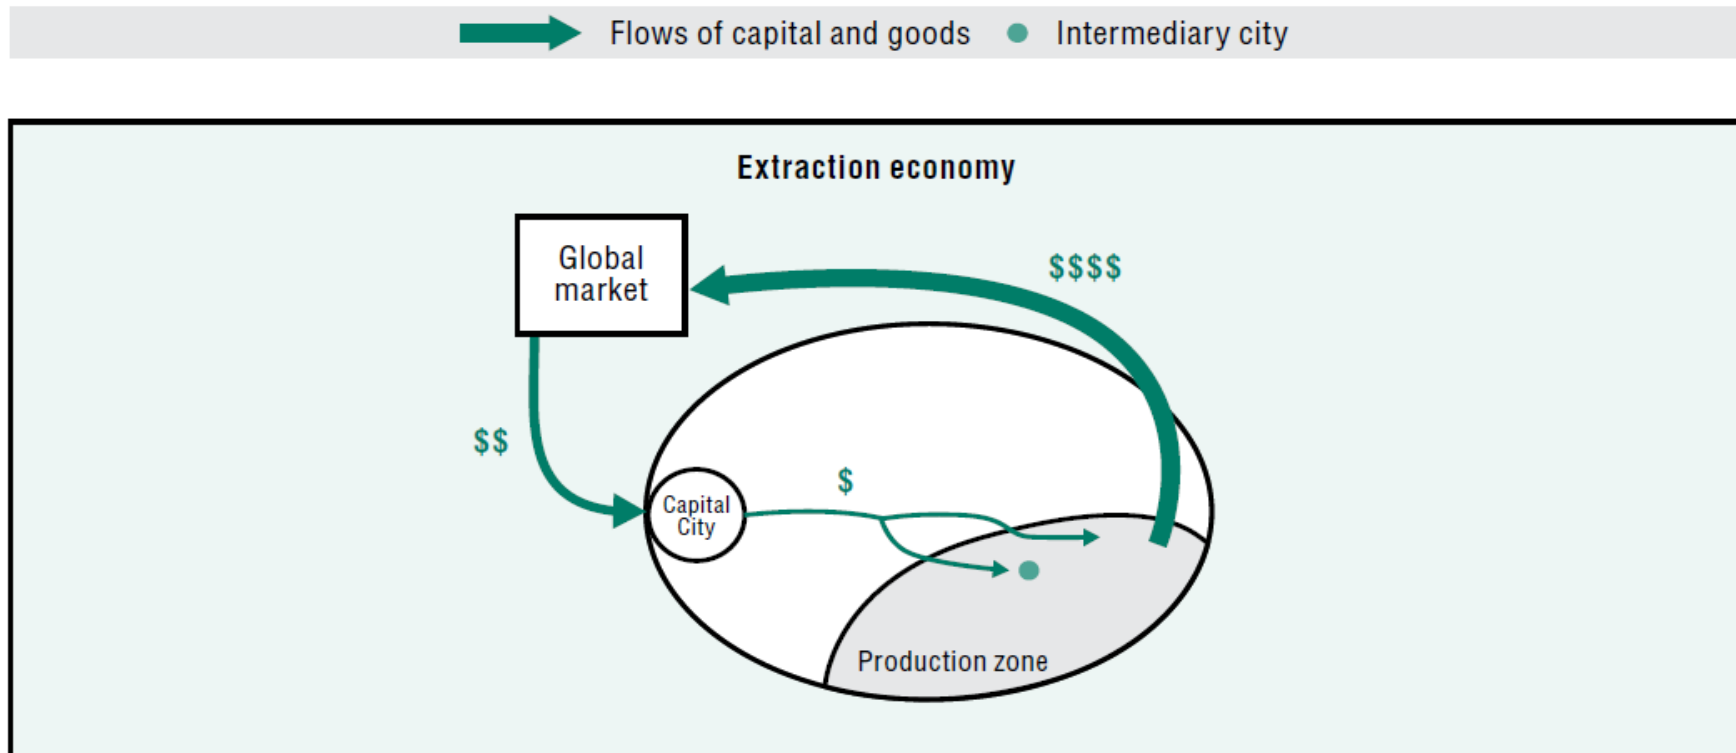 Flows of capital and goods
Intermediary city
Extraction economy
Global
market
$$$$
$$
$
Capital
City
Production zone